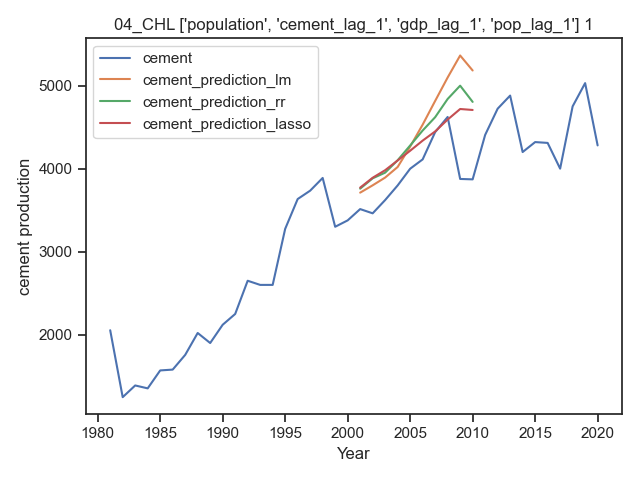 04_CHL ['population', 'cement_lag_1', 'gdp_lag_1', 'pop_lag_1'] 1
cement
cement_prediction_lm
cement_prediction_rr
cement_prediction_lasso
5000
4000
3000
2000
cement production
1980 1985 1990 1995 2000 2005 2010 2015 2020
Year